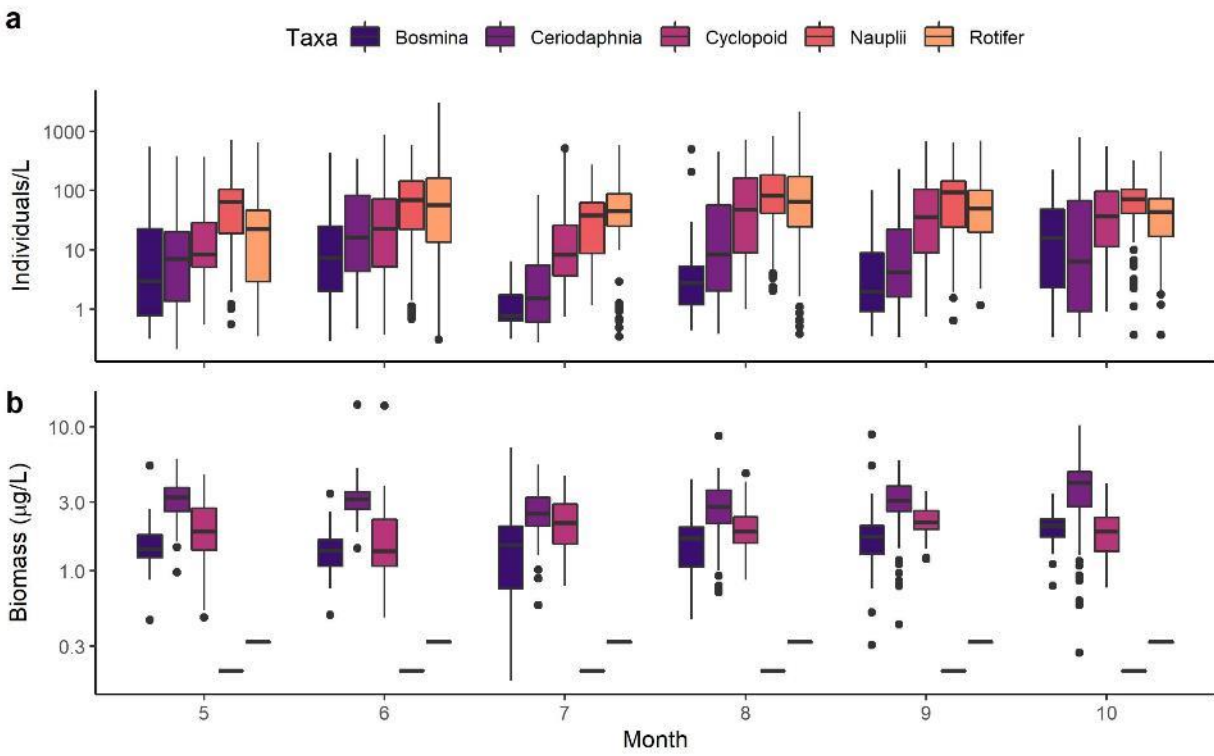 a
Taxa Bosmina Ceriodaphnia Cyclopoid Nauplii Rotifer
Individuals/L
1000
100
10
1
b
Biomass (µg/L)
10.0
3.0
1.0
0.3
5 6 7 8 9 10
Month